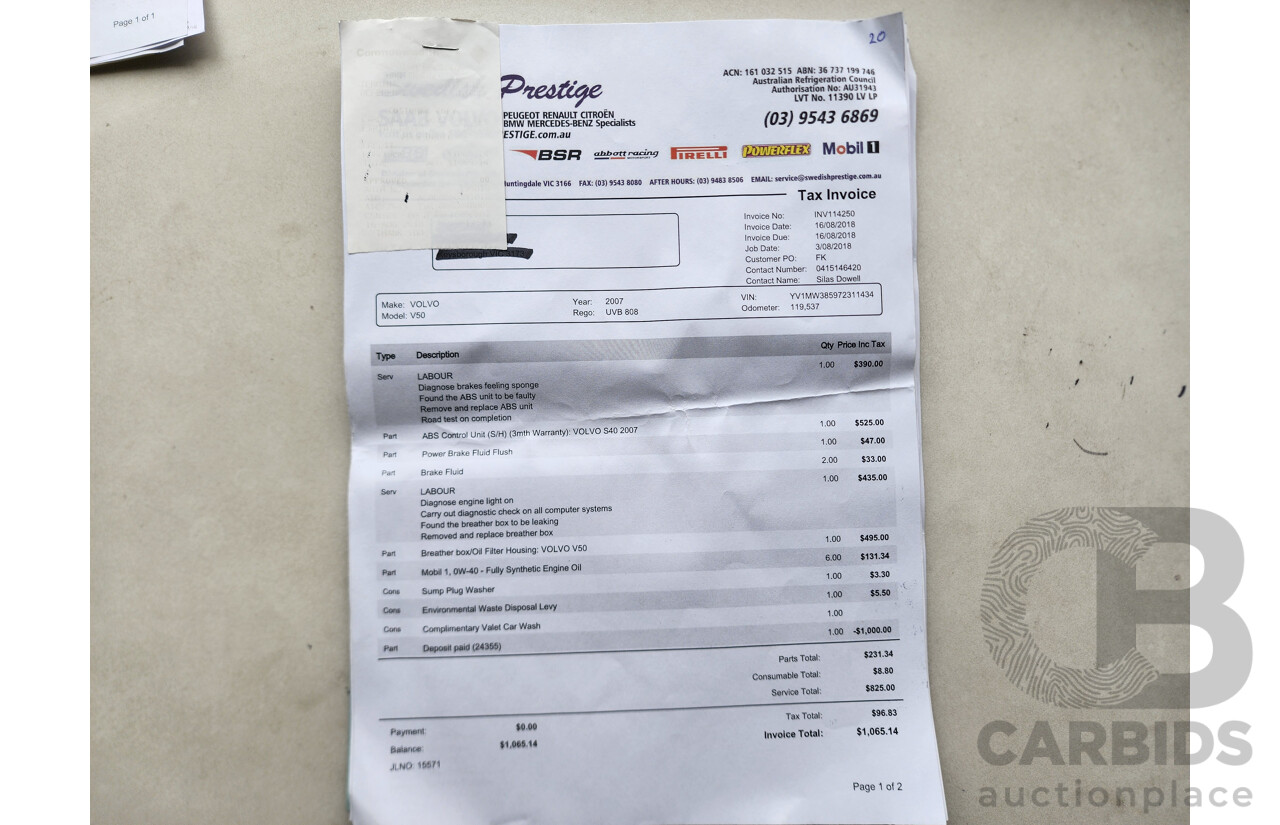 Page 1 of 1
20
Prestige
ACN: 161 032 515 ABN: 36 737 199 746
Australian Refrigeration Council
Authorisation No: AU31943
LVT No. 11390 LV LP
PEUGEOT RENAULT CITROËN
BMW MERCEDES-BENZ Specialists
ESTIGE.com.au
(03) 9543 6869
BSR abbott racing PIRELLI POWERFLEX Mobil 1
Huntingdale VIC 3166 FAX: (03) 9543 8080 AFTER HOURS: (03) 9483 8506 EMAIL: service@swedishprestige.com.au
Tax Invoice
Invoice No: INV114250
Invoice Date: 16/08/2018
Invoice Due: 16/08/2018
Job Date: 3/08/2018
Customer PO: FK
Contact Number: 0415146420
Contact Name: Silas Dowell
Make: VOLVO Year: 2007 VIN: YV1MW385972311434
Model: V50 Rego: UVB 808 Odometer: 119,537
Type Description Qty Price Inc Tax
Serv LABOUR 1.00 $390.00
Diagnose brakes feeling sponge
Found the ABS unit to be faulty
Remove and replace ABS unit
Road test on completion
Part ABS Control Unit (S/H) (3mth Warranty): VOLVO S40 2007 1.00 $525.00
Part Power Brake Fluid Flush 1.00 $47.00
Part Brake Fluid 2.00 $33.00
Serv LABOUR 1.00 $435.00
Diagnose engine light on
Carry out diagnostic check on all computer systems
Found the breather box to be leaking
Removed and replace breather box
Part Breather box/Oil Filter Housing: VOLVO V50 1.00 $495.00
Part Mobil 1, 0W-40 - Fully Synthetic Engine Oil 6.00 $131.34
Cons Sump Plug Washer 1.00 $3.30
Cons Environmental Waste Disposal Levy 1.00 $5.50
Cons Complimentary Valet Car Wash 1.00
Part Deposit paid (24355) 1.00 -$1,000.00
Parts Total: $231.34
Consumable Total: $8.80
Service Total: $825.00
Payment: $0.00 Tax Total: $96.83
Balance: $1,065.14 Invoice Total: $1,065.14
JLNO: 15571
Page 1 of 2
CARBIDS
auctionplace